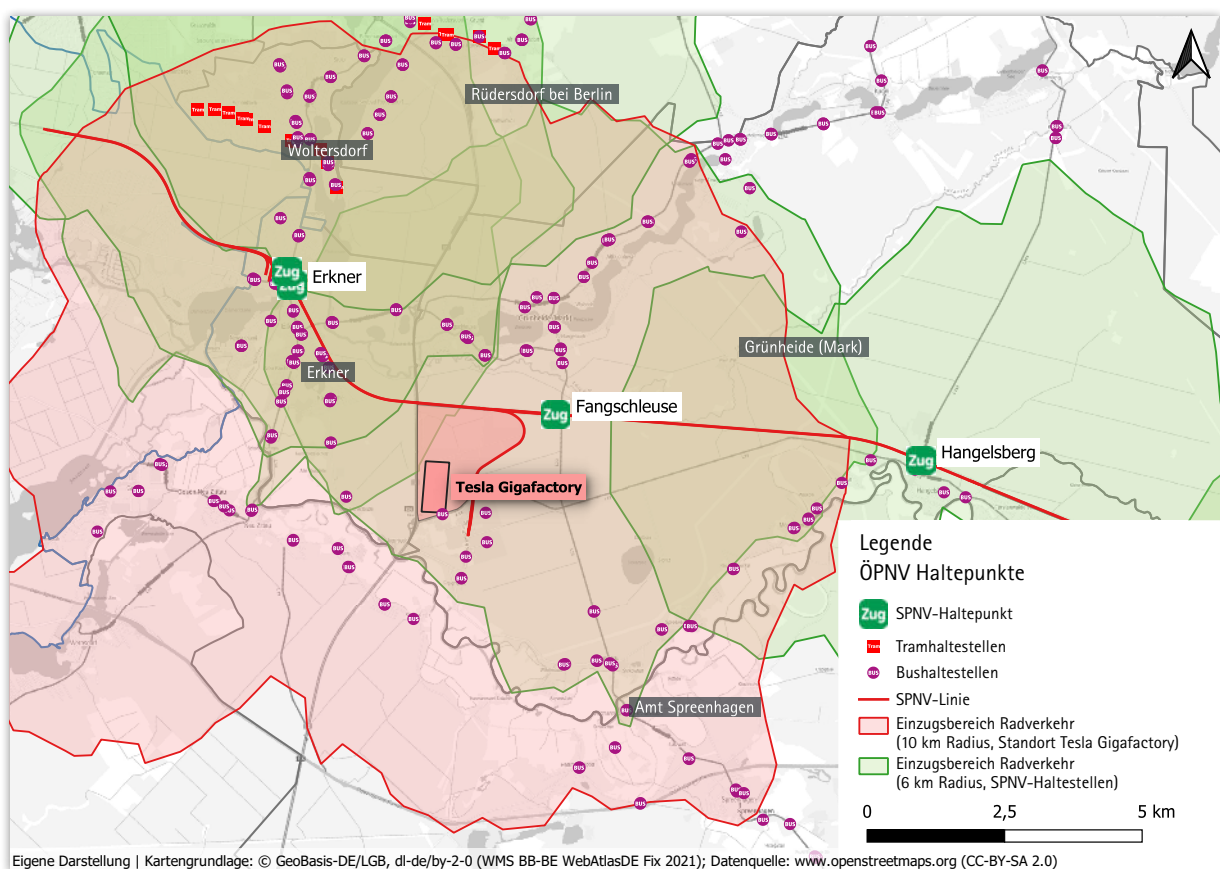 Rüdersdorf bei Berlin
Woltersdorf
Zug
Zug
Erkner
Grünheide (Mark)
Erkner
Zug
Fangschleuse
Zug
Hangelsberg
Tesla Gigafactory
Amt Spreenhagen
Legende
ÖPNV Haltepunkte
Zug SPNV-Haltepunkt
Tram Tramhaltestellen
BUS Bushaltestellen
SPNV-Linie
Einzugsbereich Radverkehr
(10 km Radius, Standort Tesla Gigafactory)
Einzugsbereich Radverkehr
(6 km Radius, SPNV-Haltestellen)
0 2,5 5 km
Eigene Darstellung | Kartengrundlage: © GeoBasis-DE/LGB, dl-de/by-2-0 (WMS BB-BE WebAtlasDE Fix 2021); Datenquelle: www.openstreetmaps.org (CC-BY-SA 2.0)